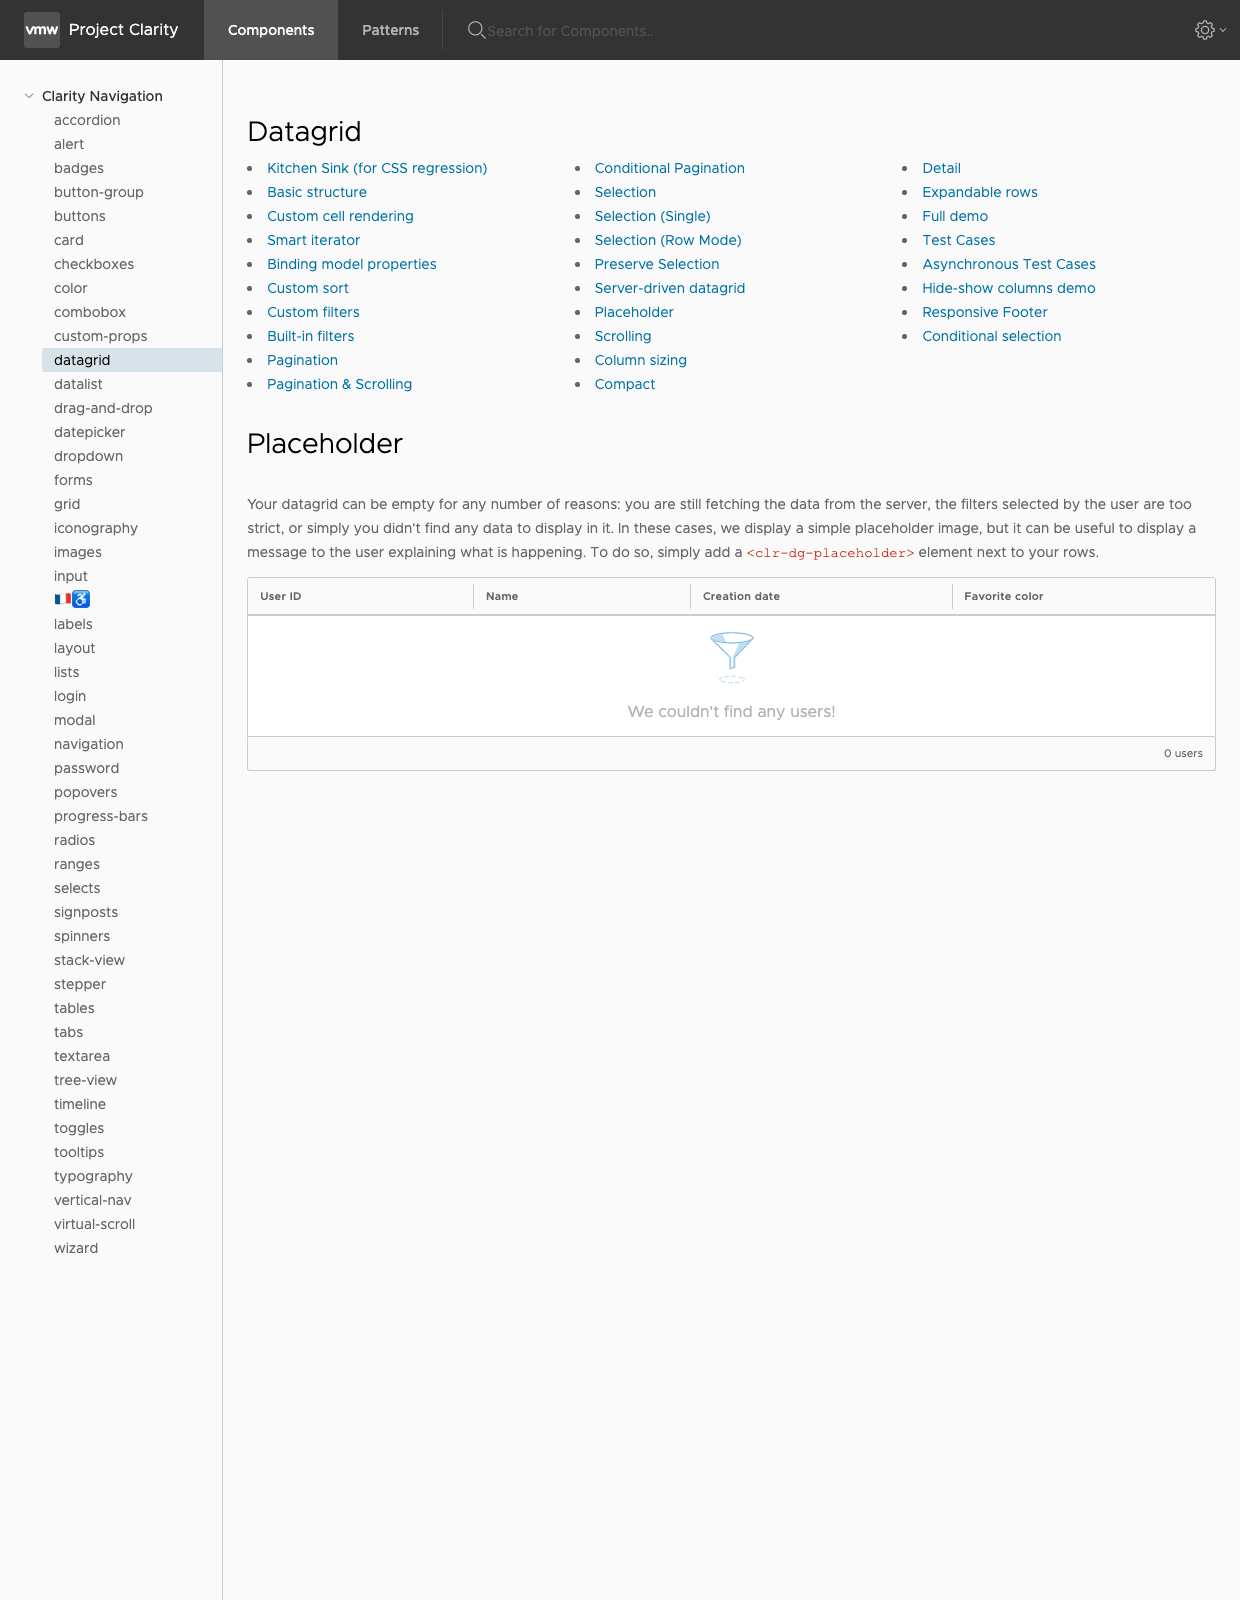 vmw Project Clarity Components Patterns Search for Components..
Clarity Navigation
accordion
alert
badges
button-group
buttons
card
checkboxes
color
combobox
custom-props
datagrid
datalist
drag-and-drop
datepicker
dropdown
forms
grid
iconography
images
input
🇫🇷♿
labels
layout
lists
login
modal
navigation
password
popovers
progress-bars
radios
ranges
selects
signposts
spinners
stack-view
stepper
tables
tabs
textarea
tree-view
timeline
toggles
tooltips
typography
vertical-nav
virtual-scroll
wizard
Datagrid
Kitchen Sink (for CSS regression)
Basic structure
Custom cell rendering
Smart iterator
Binding model properties
Custom sort
Custom filters
Built-in filters
Pagination
Pagination & Scrolling
Conditional Pagination
Selection
Selection (Single)
Selection (Row Mode)
Preserve Selection
Server-driven datagrid
Placeholder
Scrolling
Column sizing
Compact
Detail
Expandable rows
Full demo
Test Cases
Asynchronous Test Cases
Hide-show columns demo
Responsive Footer
Conditional selection
Placeholder
Your datagrid can be empty for any number of reasons: you are still fetching the data from the server, the filters selected by the user are too
strict, or simply you didn't find any data to display in it. In these cases, we display a simple placeholder image, but it can be useful to display a
message to the user explaining what is happening. To do so, simply add a <clr-dg-placeholder> element next to your rows.
User ID Name Creation date Favorite color
We couldn't find any users!
0 users